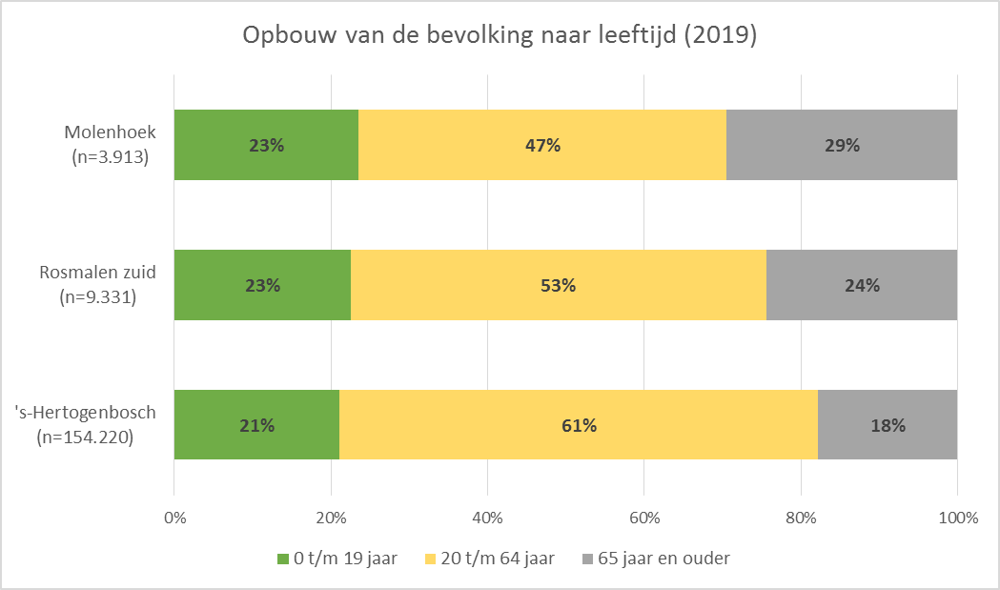 Opbouw van de bevolking naar leeftijd (2019)
Molenhoek
(n=3.913)
23% 47% 29%
Rosmalen zuid
(n=9.331)
23% 53% 24%
's-Hertogenbosch
(n=154.220)
21% 61% 18%
0% 20% 40% 60% 80% 100%
0 t/m 19 jaar 20 t/m 64 jaar 65 jaar en ouder